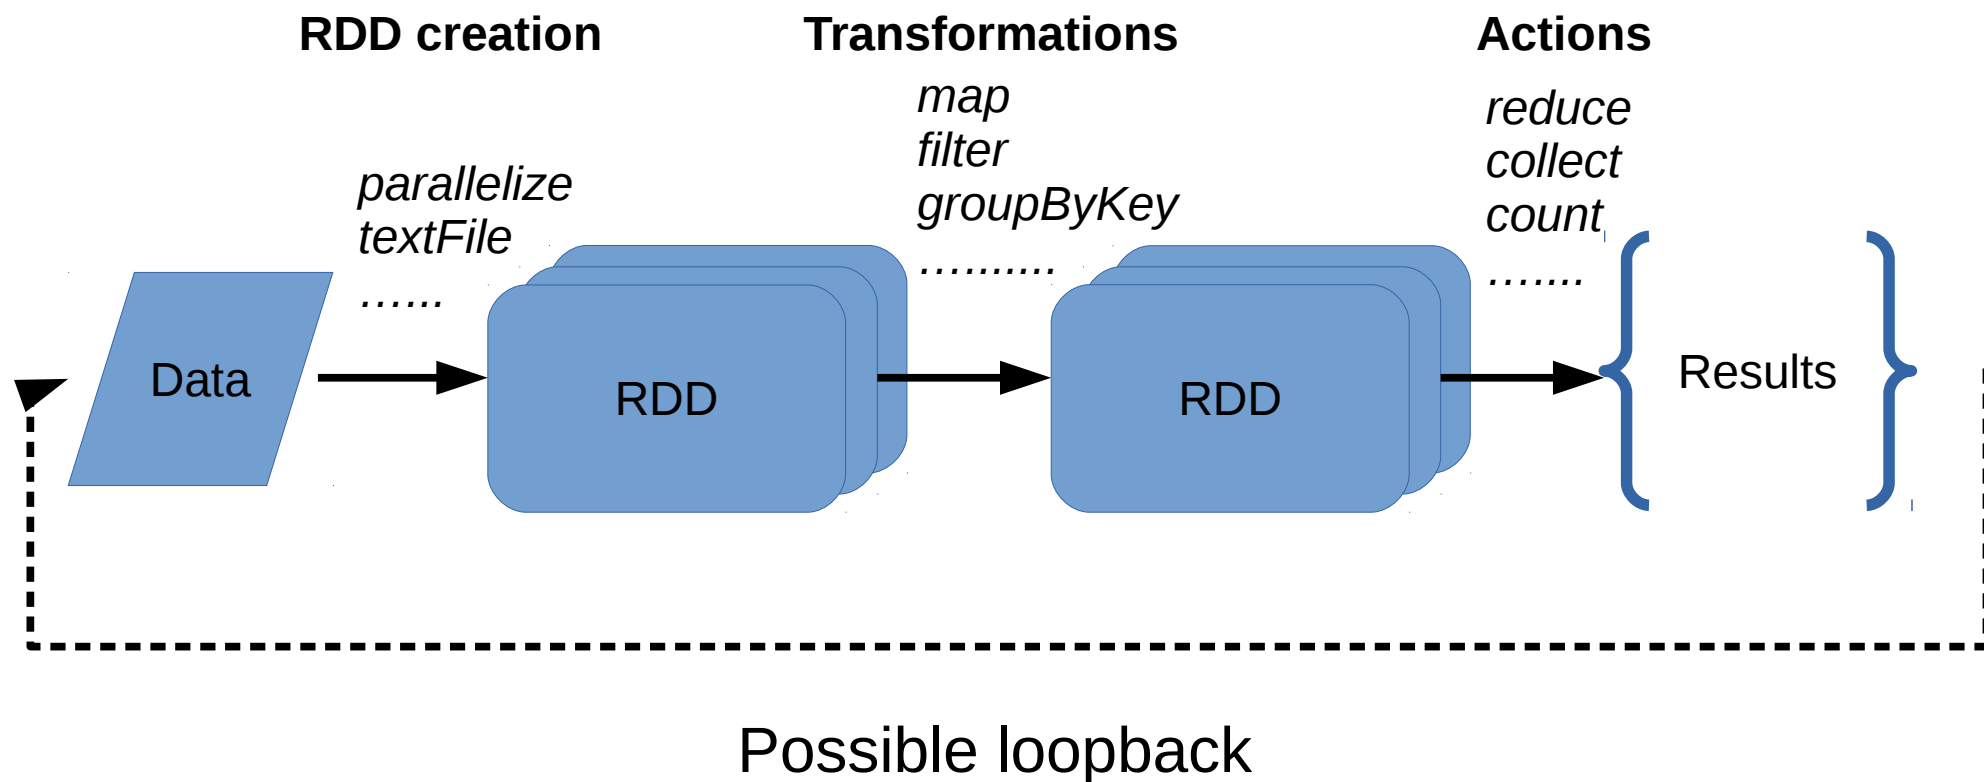 RDD creation
Transformations
Actions
parallelize
textFile
…...
map
filter
groupByKey
….......
reduce
collect
count
…....
Data
RDD
RDD
Results
Possible loopback